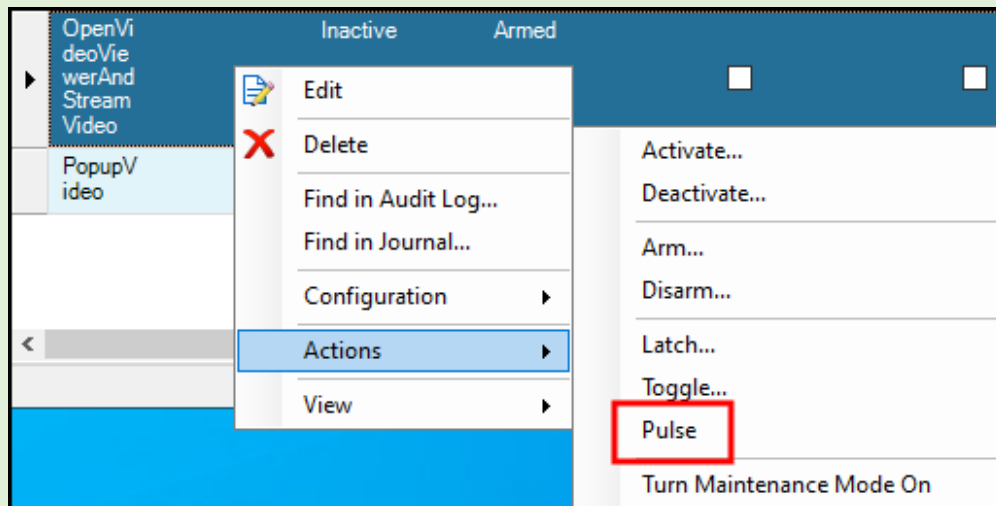 OpenVi
deoVie
werAnd
Stream
Video
Inactive
Armed
PopupV
ideo
Edit
Delete
Find in Audit Log...
Find in Journal...
Configuration
Actions
View
Activate...
Deactivate...
Arm...
Disarm...
Latch...
Toggle...
Pulse
Turn Maintenance Mode On